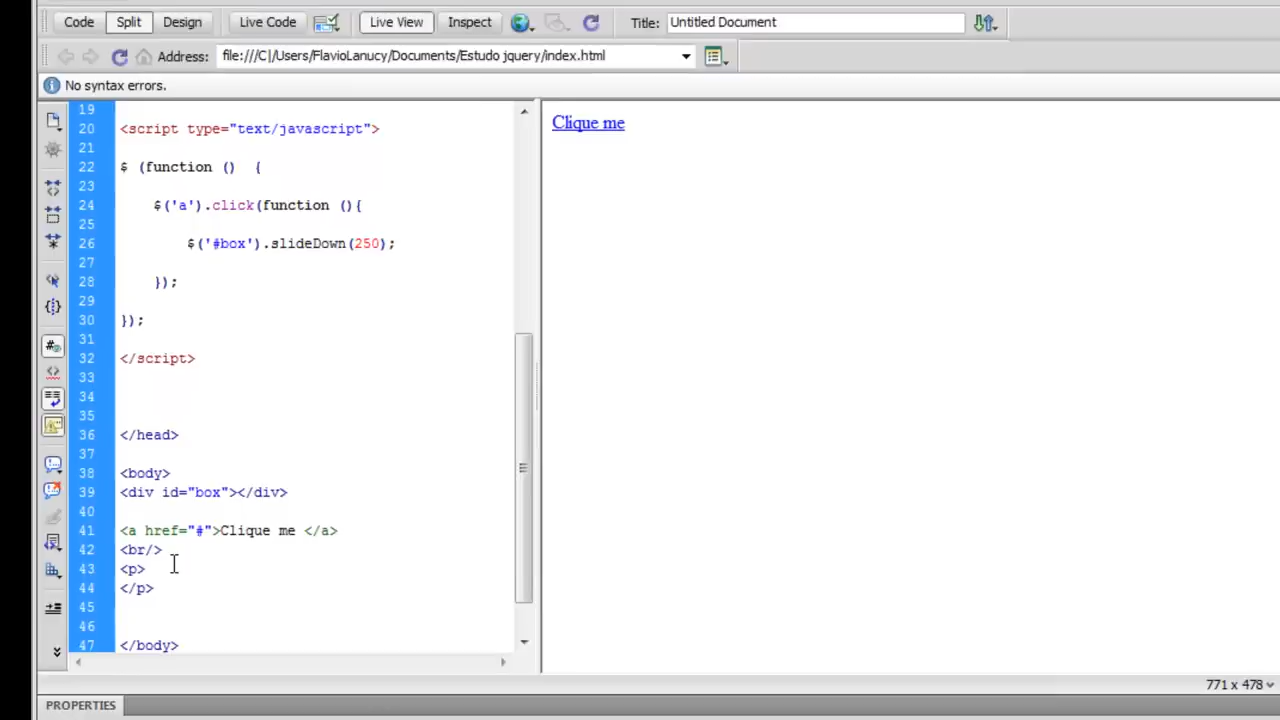 Code Split Design Live Code Live View Inspect Title: Untitled Document
Address: file:///C|/Users/FlavioLanucy/Documents/Estudo jquery/index.html
No syntax errors.
19
20 <script type="text/javascript">
21
22 $ (function ()  {
23
24 $('a').click(function (){
25
26 $('#box').slideDown(250);
27
28 });
29
30 });
31
32 </script>
33
34
35
36 </head>
37
38 <body>
39 <div id="box"></div>
40
41 <a href="#">Clique me </a>
42 <br/>
43 <p>
44 </p>
45
46
47 </body>
Clique me
771 x 478
PROPERTIES